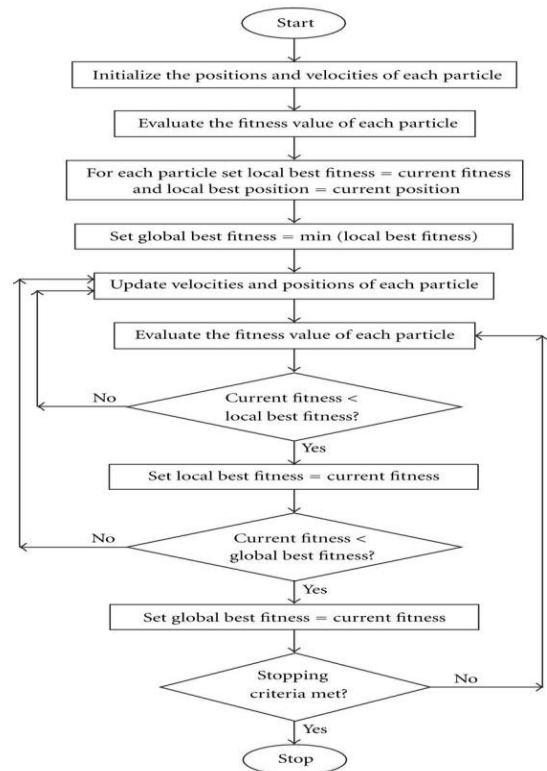 Start
Initialize the positions and velocities of each particle
Evaluate the fitness value of each particle
For each particle set local best fitness = current fitness
and local best position = current position
Set global best fitness = min (local best fitness)
Update velocities and positions of each particle
Evaluate the fitness value of each particle
Current fitness <
local best fitness?
No
Yes
Set local best fitness = current fitness
Current fitness <
global best fitness?
No
Yes
Set global best fitness = current fitness
Stopping
criteria met?
No
Yes
Stop